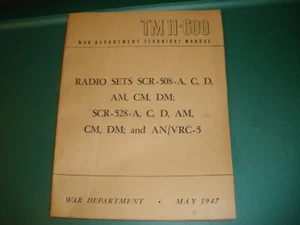 TM 11-600
WAR DEPARTMENT TECHNICAL MANUAL
RADIO SETS SCR-508-A, C, D,
AM, CM, DM;
SCR-528-A, C, D, AM,
CM, DM; and AN/VRC-5
WAR DEPARTMENT • MAY 1947